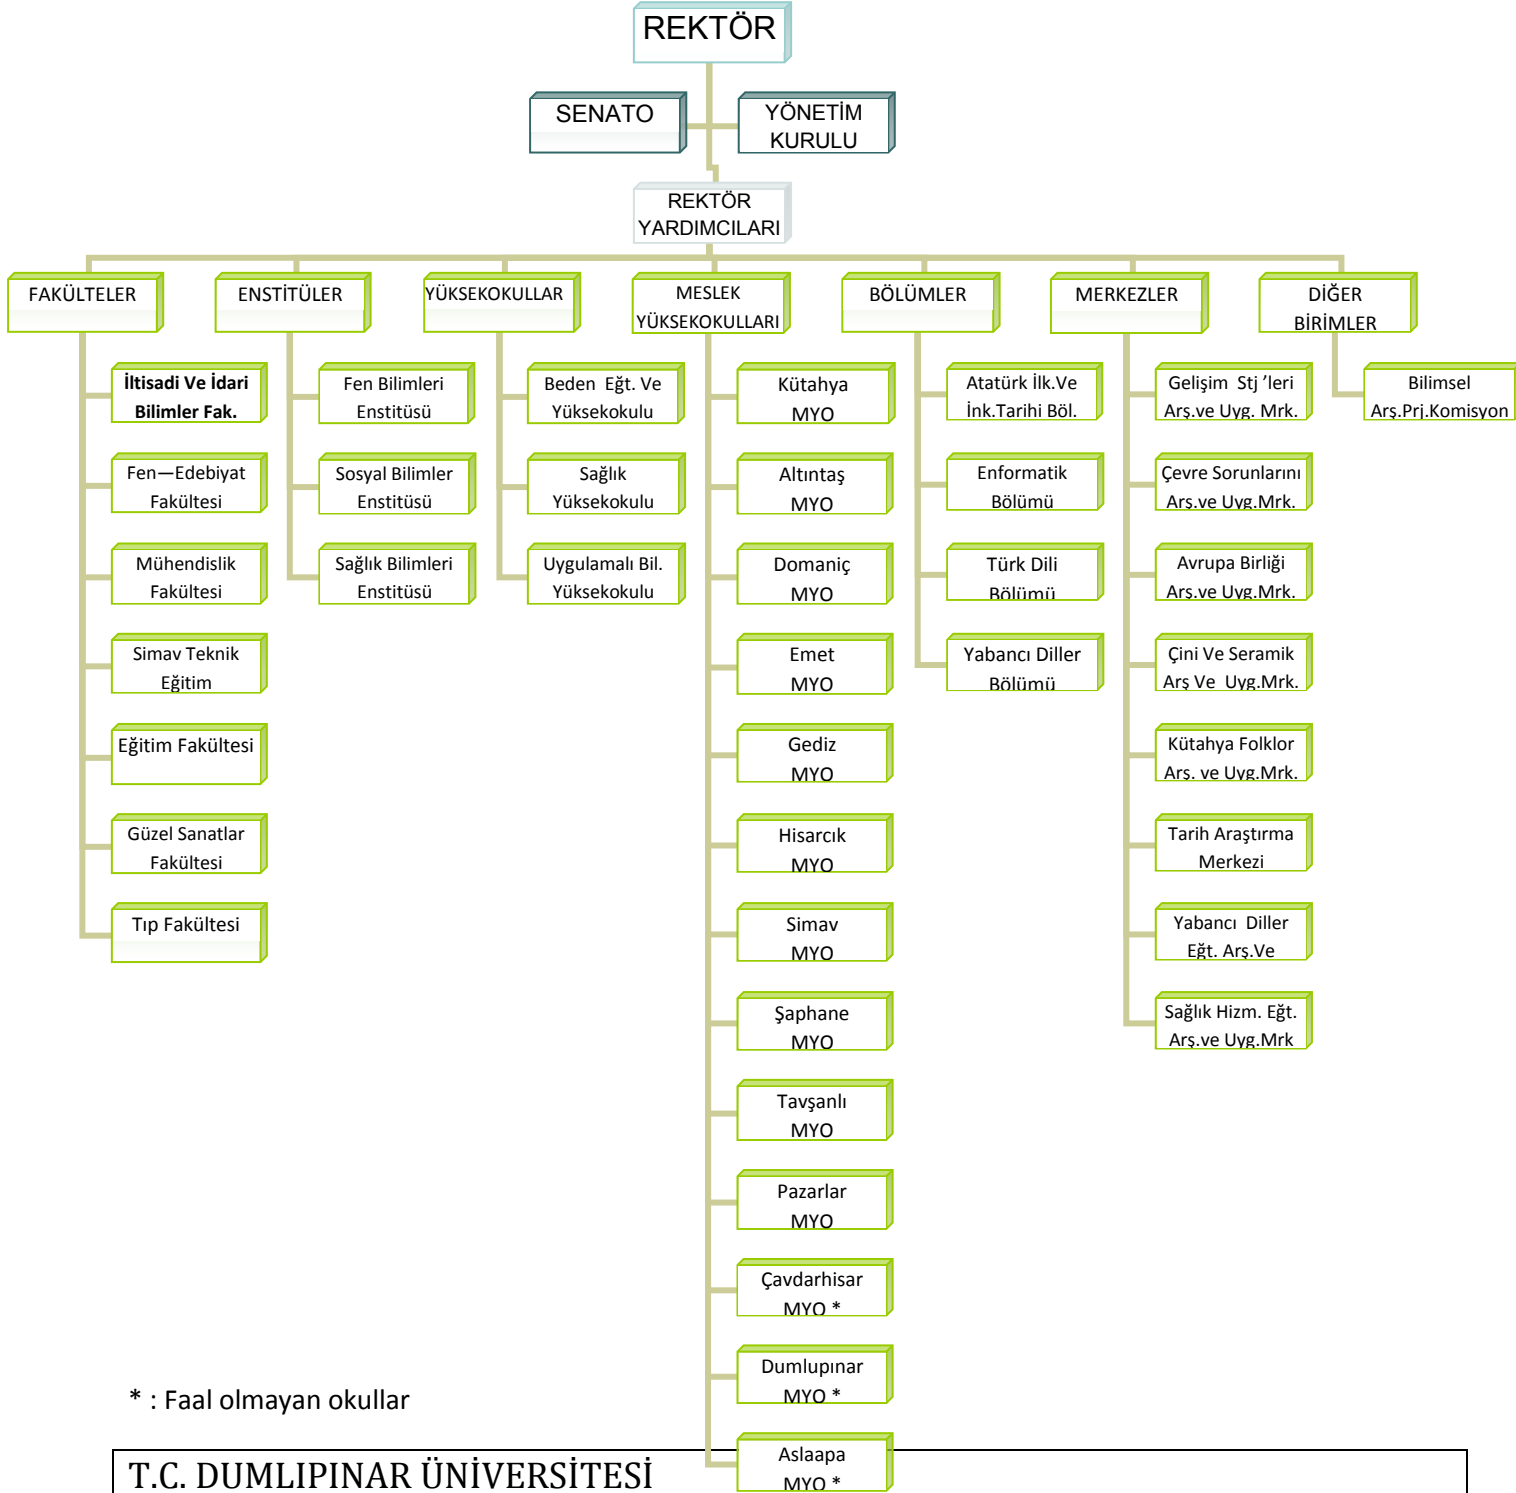 REKTÖR
SENATO
YÖNETİM
KURULU
REKTÖR
YARDIMCILARI
FAKÜLTELER
ENSTİTÜLER
YÜKSEKOKULLAR
MESLEK
YÜKSEKOKULLARI
BÖLÜMLER
MERKEZLER
DİĞER
BİRİMLER
İltisadi Ve İdari
Bilimler Fak.
Fen—Edebiyat
Fakültesi
Mühendislik
Fakültesi
Simav Teknik
Eğitim
Eğitim Fakültesi
Güzel Sanatlar
Fakültesi
Tıp Fakültesi
Fen Bilimleri
Enstitüsü
Sosyal Bilimler
Enstitüsü
Sağlık Bilimleri
Enstitüsü
Beden Eğt. Ve
Yüksekokulu
Sağlık
Yüksekokulu
Uygulamalı Bil.
Yüksekokulu
Kütahya
MYO
Altıntaş
MYO
Domaniç
MYO
Emet
MYO
Gediz
MYO
Hisarcık
MYO
Simav
MYO
Şaphane
MYO
Tavşanlı
MYO
Pazarlar
MYO
Çavdarhisar
MYO *
Dumlupınar
MYO *
Aslaapa
MYO *
Atatürk İlk.Ve
İnk.Tarihi Böl.
Enformatik
Bölümü
Türk Dili
Bölümü
Yabancı Diller
Bölümü
Gelişim Stj ’leri
Arş.ve Uyg. Mrk.
Çevre Sorunlarını
Arş.ve Uyg.Mrk.
Avrupa Birliği
Arş.ve Uyg.Mrk.
Çini Ve Seramik
Arş Ve Uyg.Mrk.
Kütahya Folklor
Arş. ve Uyg.Mrk.
Tarih Araştırma
Merkezi
Yabancı Diller
Eğt. Arş.Ve
Sağlık Hizm. Eğt.
Arş.ve Uyg.Mrk
Bilimsel
Arş.Prj.Komisyon
* : Faal olmayan okullar
T.C. DUMLIPINAR ÜNİVERSİTESİ